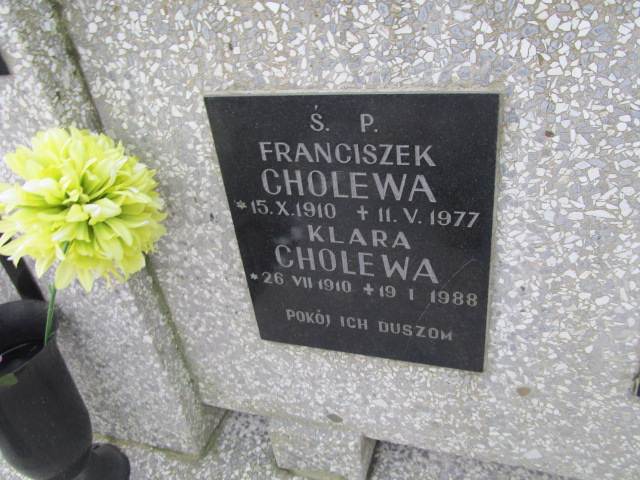 Ś. P.
FRANCISZEK
CHOLEWA
*15.X.1910 + 11.V.1977
KLARA
CHOLEWA
*26 VII 1910 + 19 I 1988
POKÓJ ICH DUSZOM